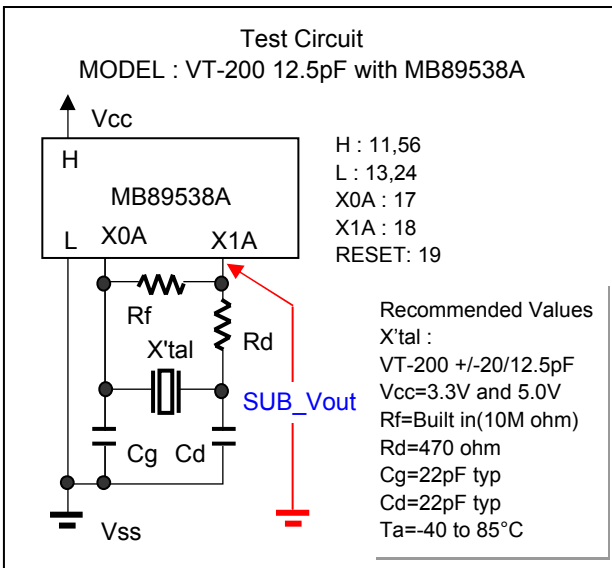 Test Circuit
MODEL : VT-200 12.5pF with MB89538A
Vcc
H
MB89538A
L X0A X1A
H : 11,56
L : 13,24
X0A : 17
X1A : 18
RESET: 19
Rf
Rd
X'tal
SUB_Vout
Cg Cd
Vss
Recommended Values
X'tal :
VT-200 +/-20/12.5pF
Vcc=3.3V and 5.0V
Rf=Built in(10M ohm)
Rd=470 ohm
Cg=22pF typ
Cd=22pF typ
Ta=-40 to 85°C